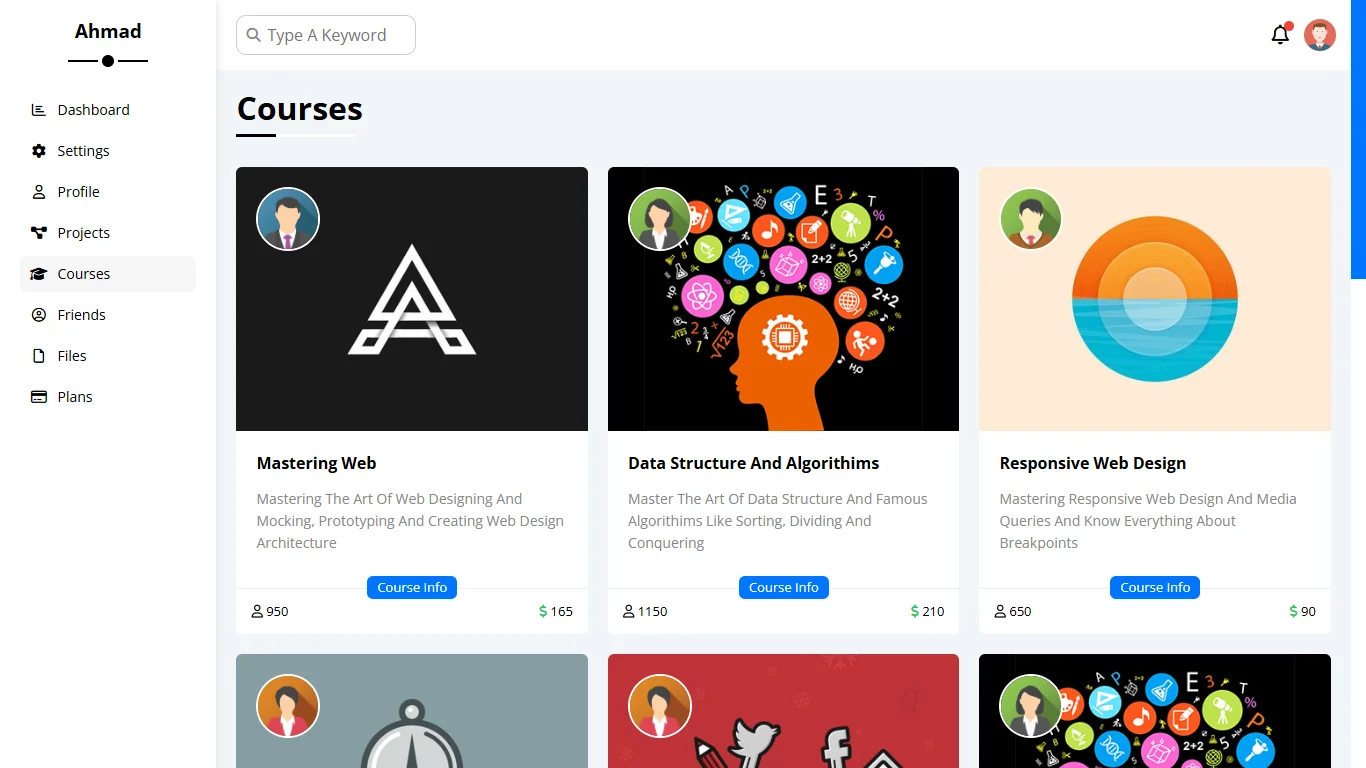 Ahmad
Type A Keyword
Dashboard
Settings
Profile
Projects
Courses
Friends
Files
Plans
Courses
Mastering Web
Mastering The Art Of Web Designing And
Mocking, Prototyping And Creating Web Design
Architecture
Course Info
950
$ 165
Data Structure And Algorithims
Master The Art Of Data Structure And Famous
Algorithims Like Sorting, Dividing And
Conquering
Course Info
1150
$ 210
Responsive Web Design
Mastering Responsive Web Design And Media
Queries And Know Everything About
Breakpoints
Course Info
650
$ 90